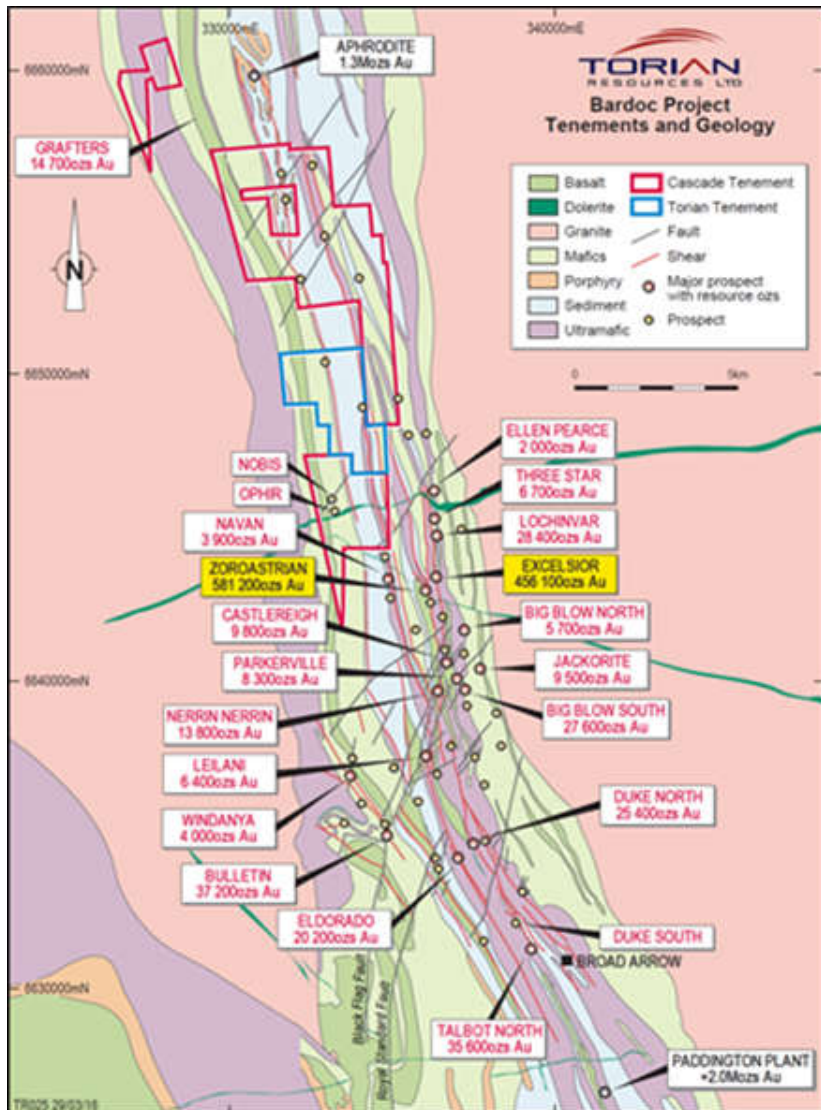 330000mE
340000mE
6660000mN
APHRODITE
1.3Mozs Au
TORIAN
RESOURCES LTD
Bardoc Project
Tenements and Geology
GRAFTERS
14 700ozs Au
Basalt
Dolerite
Granite
Mafics
Porphyry
Sediment
Ultramafic
Cascade Tenement
Torian Tenement
Fault
Shear
Major prospect
with resource ozs
Prospect
N
0
5km
6650000mN
ELLEN PEARCE
2 000ozs Au
NOBIS
THREE STAR
6 700ozs Au
OPHIR
NAVAN
3 900ozs Au
LOCHINVAR
28 400ozs Au
ZOROASTRIAN
581 200ozs Au
EXCELSIOR
456 100ozs Au
CASTLEREIGH
9 800ozs Au
BIG BLOW NORTH
5 700ozs Au
PARKERVILLE
8 300ozs Au
JACKORITE
9 500ozs Au
6640000mN
NERRIN NERRIN
13 800ozs Au
BIG BLOW SOUTH
27 600ozs Au
LEILANI
6 400ozs Au
WINDANYA
4 000ozs Au
DUKE NORTH
25 400ozs Au
BULLETIN
37 200ozs Au
ELDORADO
20 200ozs Au
DUKE SOUTH
BROAD ARROW
6630000mN
Black Flag Fault
Royal Standard Fault
TALBOT NORTH
35 600ozs Au
PADDINGTON PLANT
+2.0Mozs Au
TR025 29/03/16